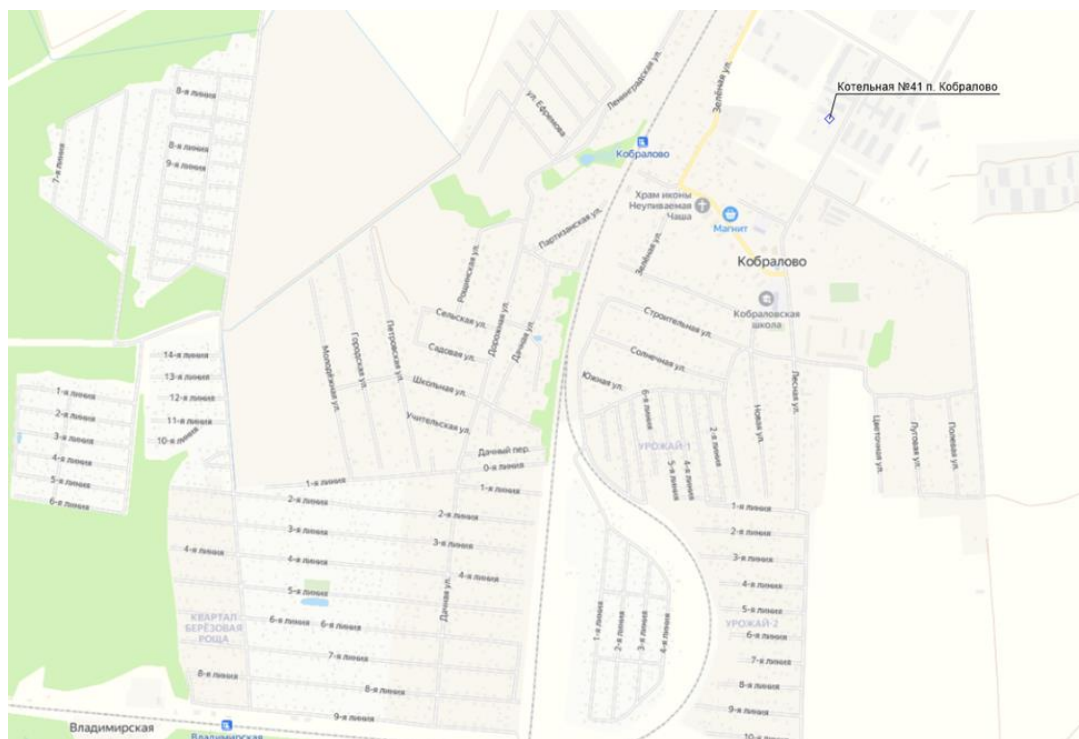 8-я линия
Ленинградская ул.
Зелёная ул.
Котельная №41 п. Кобралово
ул. Ефремова
7-я линия
8-я линия
9-я линия
Кобралово
Храм иконы
Неупиваемая
Чаша
Магнит
Партизанская ул.
Зелёная ул.
Кобралово
Рощинская ул.
Кобраловская
школа
Сельская ул.
Дорожная ул.
Дачная ул.
Строительная ул.
Садовая ул.
Солнечная ул.
Молодёжная ул.
Городская ул.
Петровская ул.
14-я линия
13-я линия
12-я линия
11-я линия
10-я линия
Школьная ул.
Южная ул.
Лесная ул.
1-я линия
2-я линия
3-я линия
4-я линия
5-я линия
6-я линия
Учительская ул.
6-я линия
2-я линия
Новая ул.
Цветочная ул.
Луговая ул.
Полевая ул.
УРОЖАЙ-1
5-я линия
4-я линия
Дачный пер.
0-я линия
1-я линия
1-я линия
2-я линия
2-я линия
1-я линия
2-я линия
3-я линия
3-я линия
3-я линия
4-я линия
4-я линия
4-я линия
4-я линия
5-я линия
5-я линия
Дачная ул.
КВАРТАЛ
БЕРЁЗОВАЯ
РОЩА
6-я линия
6-я линия
1-я линия
2-я линия
3-я линия
4-я линия
УРОЖАЙ-2
6-я линия
7-я линия
7-я линия
8-я линия
8-я линия
8-я линия
9-я линия
9-я линия
10-я линия
Владимирская
Владимирская